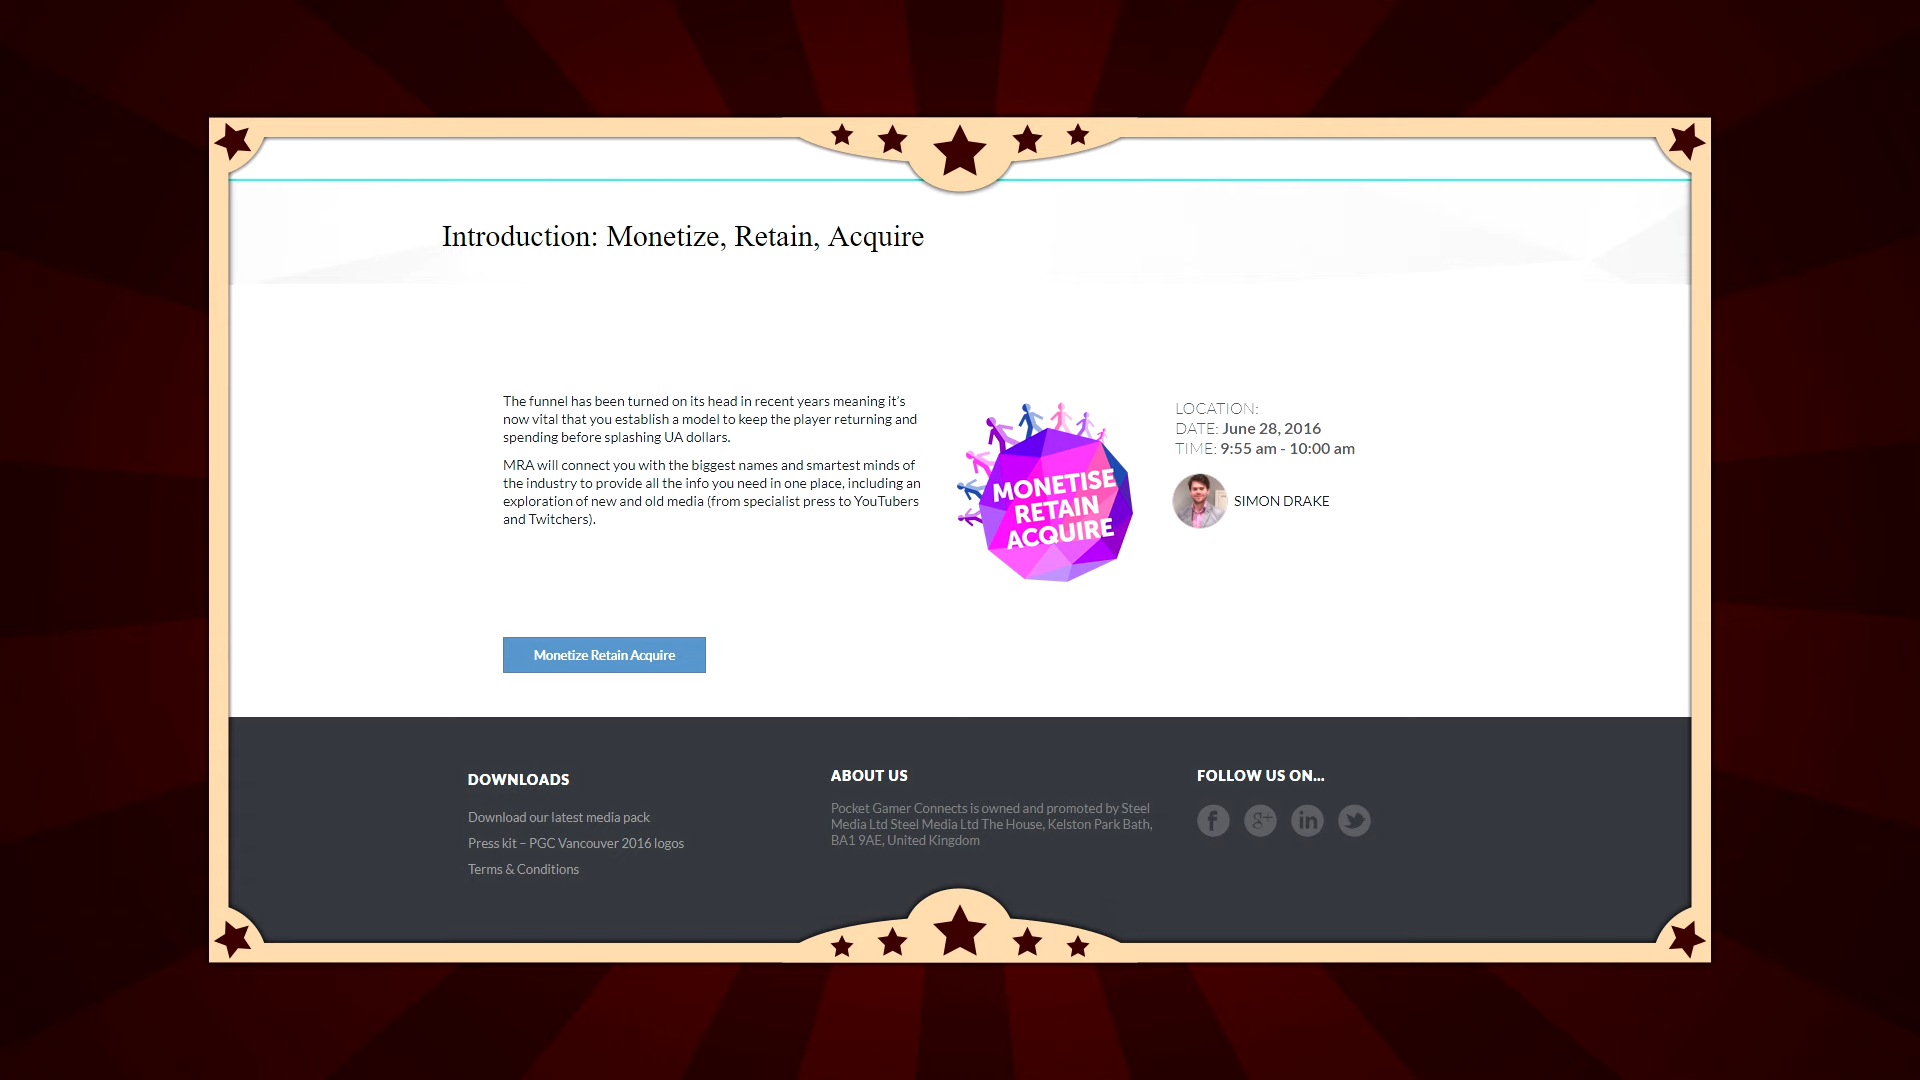 Introduction: Monetize, Retain, Acquire
The funnel has been turned on its head in recent years meaning it’s
now vital that you establish a model to keep the player returning and
spending before splashing UA dollars.
MRA will connect you with the biggest names and smartest minds of
the industry to provide all the info you need in one place, including an
exploration of new and old media (from specialist press to YouTubers
and Twitchers).
MONETISE
RETAIN
ACQUIRE
LOCATION:
DATE: June 28, 2016
TIME: 9:55 am - 10:00 am
SIMON DRAKE
Monetize Retain Acquire
DOWNLOADS
Download our latest media pack
Press kit – PGC Vancouver 2016 logos
Terms & Conditions
ABOUT US
Pocket Gamer Connects is owned and promoted by Steel
Media Ltd Steel Media Ltd The House, Kelston Park Bath,
BA1 9AE, United Kingdom
FOLLOW US ON...
f g+ in